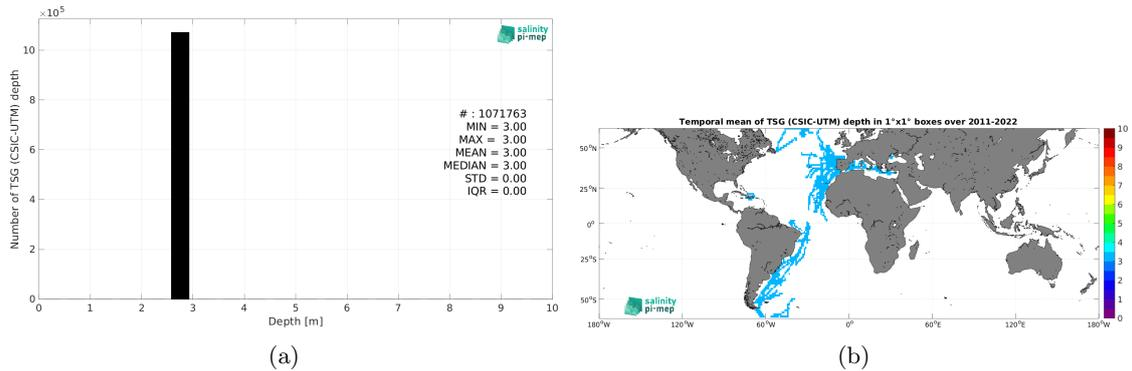 ×10⁵
10
8
6
4
2
0
Number of TSG (CSIC-UTM) depth
salinity
pi-mep
# : 1071763
MIN = 3.00
MAX = 3.00
MEAN = 3.00
MEDIAN = 3.00
STD = 0.00
IQR = 0.00
0 1 2 3 4 5 6 7 8 9 10
Depth [m]
(a)
Temporal mean of TSG (CSIC-UTM) depth in 1°x1° boxes over 2011-2022
50°N
25°N
0°
25°S
50°S
salinity
pi-mep
180°W 120°W 60°W 0° 60°E 120°E 180°W
10
9
8
7
6
5
4
3
2
1
0
(b)